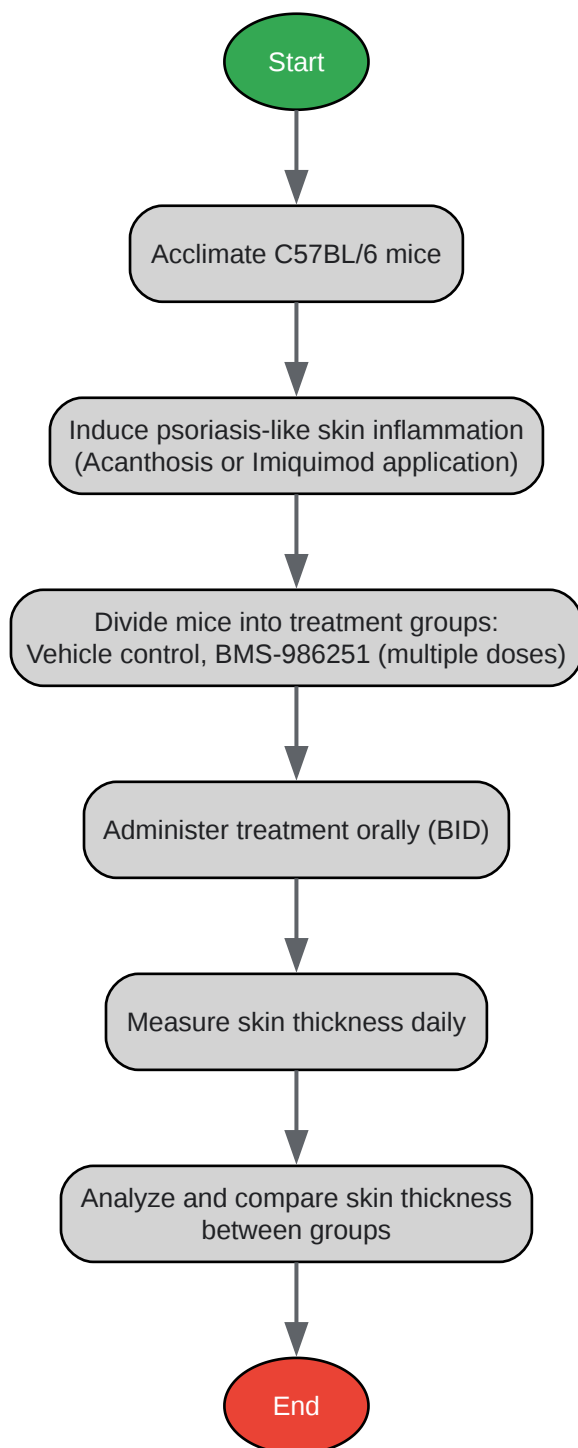 Start
Acclimate C57BL/6 mice
Induce psoriasis-like skin inflammation
(Acanthosis or Imiquimod application)
Divide mice into treatment groups:
Vehicle control, BMS-986251 (multiple doses)
Administer treatment orally (BID)
Measure skin thickness daily
Analyze and compare skin thickness
between groups
End